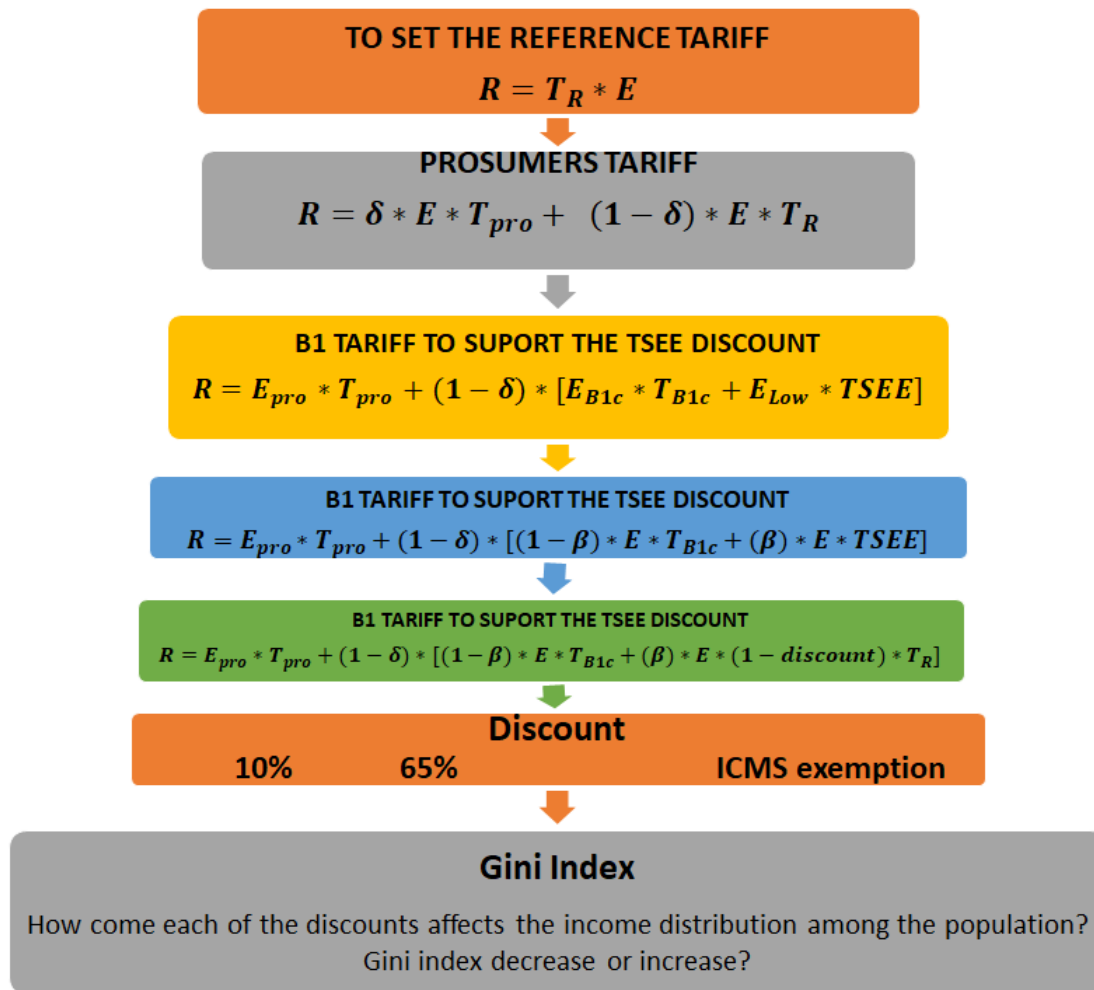 TO SET THE REFERENCE TARIFF
R = T_R * E
PROSUMERS TARIFF
R = δ * E * T_pro + (1 − δ) * E * T_R
B1 TARIFF TO SUPORT THE TSEE DISCOUNT
R = E_pro * T_pro + (1 − δ) * [E_B1c * T_B1c + E_Low * TSEE]
B1 TARIFF TO SUPORT THE TSEE DISCOUNT
R = E_pro * T_pro + (1 − δ) * [(1 − β) * E * T_B1c + (β) * E * TSEE]
B1 TARIFF TO SUPORT THE TSEE DISCOUNT
R = E_pro * T_pro + (1 − δ) * [(1 − β) * E * T_B1c + (β) * E * (1 − discount) * T_R]
Discount
10% 65% ICMS exemption
Gini Index
How come each of the discounts affects the income distribution among the population?
Gini index decrease or increase?